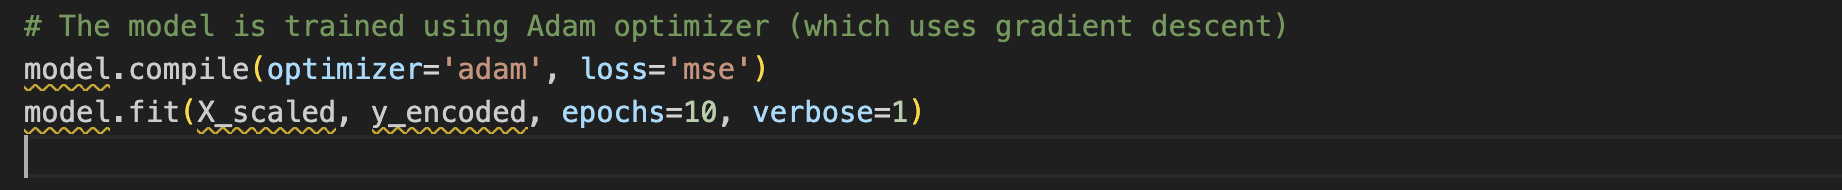 # The model is trained using Adam optimizer (which uses gradient descent)
model.compile(optimizer='adam', loss='mse')
model.fit(X_scaled, y_encoded, epochs=10, verbose=1)